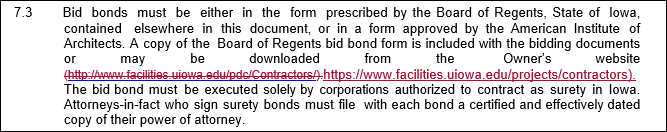 7.3 Bid bonds must be either in the form prescribed by the Board of Regents, State of Iowa,
contained elsewhere in this document, or in a form approved by the American Institute of
Architects. A copy of the Board of Regents bid bond form is included with the bidding documents
or may be downloaded from the Owner's website
(http://www.facilities.uiowa.edu/pdc/Contractors/).https://www.facilities.uiowa.edu/projects/contractors).
The bid bond must be executed solely by corporations authorized to contract as surety in Iowa.
Attorneys-in-fact who sign surety bonds must file with each bond a certified and effectively dated
copy of their power of attorney.